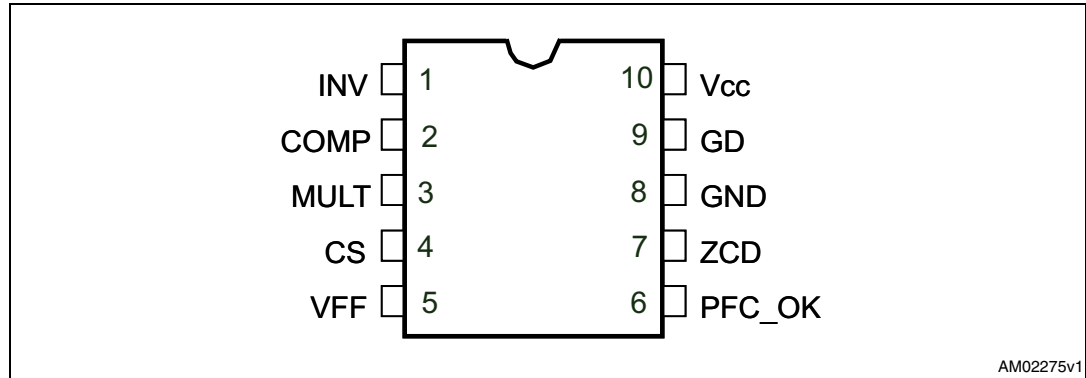 INV 1 10 Vcc
COMP 2 9 GD
MULT 3 8 GND
CS 4 7 ZCD
VFF 5 6 PFC_OK
AM02275v1